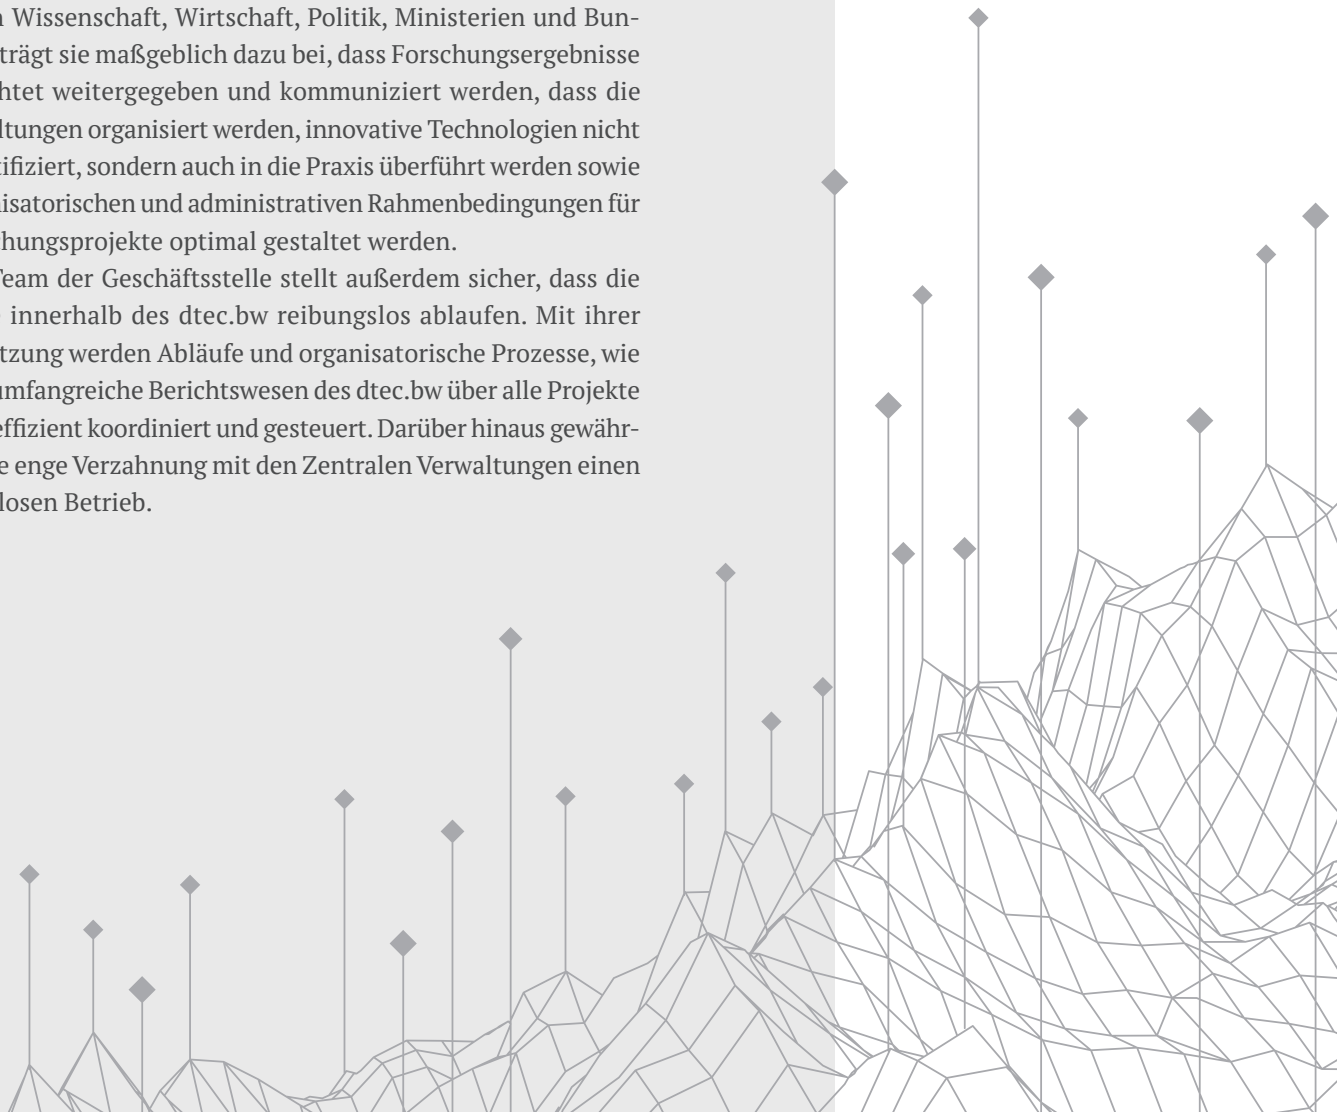 Wissenschaft, Wirtschaft, Politik, Ministerien und Bun-
trägt sie maßgeblich dazu bei, dass Forschungsergebnisse
htet weitergegeben und kommuniziert werden, dass die
ltungen organisiert werden, innovative Technologien nicht
tifiziert, sondern auch in die Praxis überführt werden sowie
nisatorischen und administrativen Rahmenbedingungen für
chungsprojekte optimal gestaltet werden.
Team der Geschäftsstelle stellt außerdem sicher, dass die
innerhalb des dtec.bw reibungslos ablaufen. Mit ihrer
tzung werden Abläufe und organisatorische Prozesse, wie
umfangreiche Berichtswesen des dtec.bw über alle Projekte
effizient koordiniert und gesteuert. Darüber hinaus gewähr-
e enge Verzahnung mit den Zentralen Verwaltungen einen
losen Betrieb.